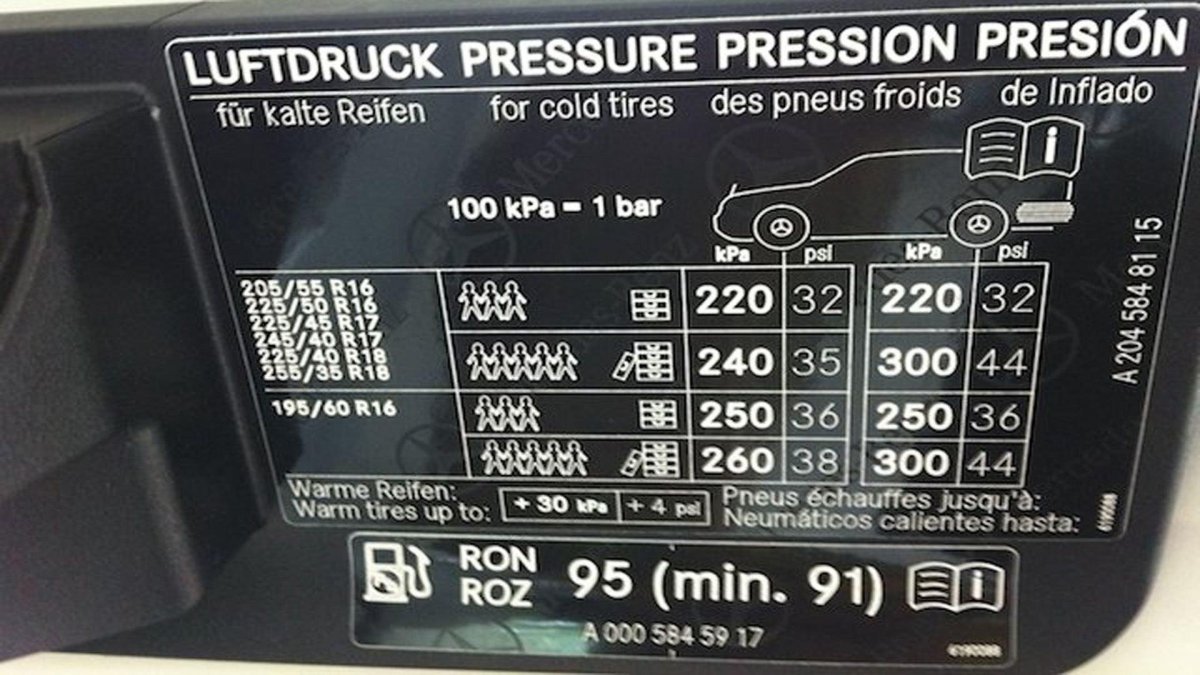 LUFTDRUCK PRESSURE PRESSION PRESIÓN
für kalte Reifen for cold tires des pneus froids de Inflado
i
100 kPa = 1 bar
kPa psi kPa psi
205/55 R16
225/50 R16
225/45 R17
245/40 R17
225/40 R18
255/35 R18
220 32 220 32
240 35 300 44
195/60 R16
250 36 250 36
260 38 300 44
Warme Reifen:
Warm tires up to:
+ 30 kPa + 4 psi
Pneus échauffes jusqu'à:
Neumáticos calientes hasta:
A 204 584 81 15
RON
ROZ
95 (min. 91)
i
A 000 584 59 17